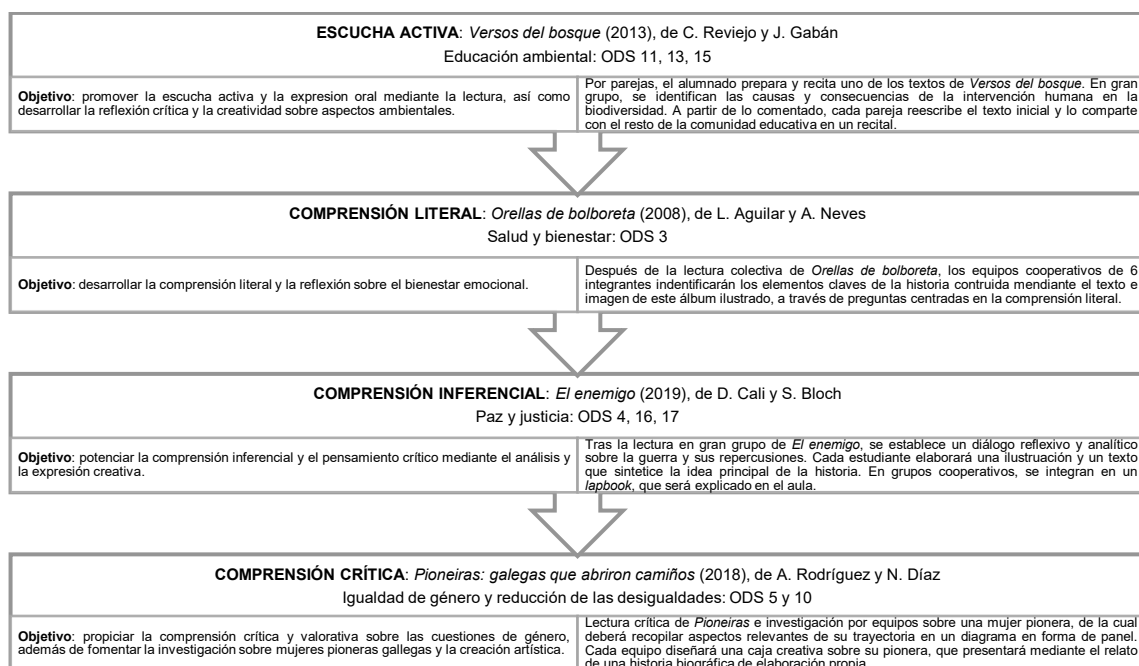 ESCUCHA ACTIVA: Versos del bosque (2013), de C. Reviejo y J. Gabán
Educación ambiental: ODS 11, 13, 15
Objetivo: promover la escucha activa y la expresion oral mediante la lectura, así como
desarrollar la reflexión crítica y la creatividad sobre aspectos ambientales.
Por parejas, el alumnado prepara y recita uno de los textos de Versos del bosque. En gran
grupo, se identifican las causas y consecuencias de la intervención humana en la
biodiversidad. A partir de lo comentado, cada pareja reescribe el texto inicial y lo comparte
con el resto de la comunidad educativa en un recital.
COMPRENSIÓN LITERAL: Orellas de bolboreta (2008), de L. Aguilar y A. Neves
Salud y bienestar: ODS 3
Objetivo: desarrollar la comprensión literal y la reflexión sobre el bienestar emocional.
Después de la lectura colectiva de Orellas de bolboreta, los equipos cooperativos de 6
integrantes indentificarán los elementos claves de la historia contruida mendiante el texto e
imagen de este álbum ilustrado, a través de preguntas centradas en la comprensión literal.
COMPRENSIÓN INFERENCIAL: El enemigo (2019), de D. Cali y S. Bloch
Paz y justicia: ODS 4, 16, 17
Objetivo: potenciar la comprensión inferencial y el pensamiento crítico mediante el análisis y
la expresión creativa.
Tras la lectura en gran grupo de El enemigo, se establece un diálogo reflexivo y analítico
sobre la guerra y sus repercusiones. Cada estudiante elaborará una ilustruación y un texto
que sintetice la idea principal de la historia. En grupos cooperativos, se integran en un
lapbook, que será explicado en el aula.
COMPRENSIÓN CRÍTICA: Pioneiras: galegas que abriron camiños (2018), de A. Rodríguez y N. Díaz
Igualdad de género y reducción de las desigualdades: ODS 5 y 10
Objetivo: propiciar la comprensión crítica y valorativa sobre las cuestiones de género,
además de fomentar la investigación sobre mujeres pioneras gallegas y la creación artística.
Lectura crítica de Pioneiras e investigación por equipos sobre una mujer pionera, de la cual
deberá recopilar aspectos relevantes de su trayectoria en un diagrama en forma de panel.
Cada equipo diseñará una caja creativa sobre su pionera, que presentará mediante el relato
de una historia biográfica de elaboración propia.